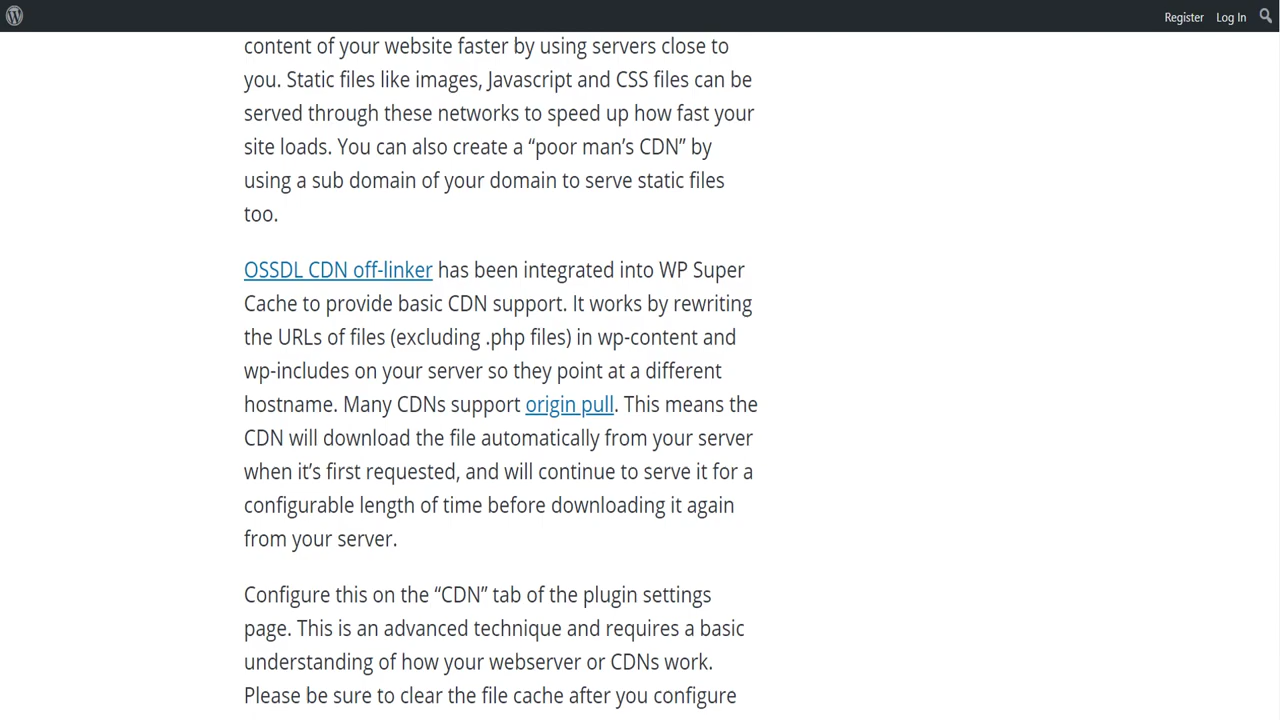 Register Log In
content of your website faster by using servers close to
you. Static files like images, Javascript and CSS files can be
served through these networks to speed up how fast your
site loads. You can also create a “poor man’s CDN” by
using a sub domain of your domain to serve static files
too.
OSSDL CDN off-linker has been integrated into WP Super
Cache to provide basic CDN support. It works by rewriting
the URLs of files (excluding .php files) in wp-content and
wp-includes on your server so they point at a different
hostname. Many CDNs support origin pull. This means the
CDN will download the file automatically from your server
when it’s first requested, and will continue to serve it for a
configurable length of time before downloading it again
from your server.
Configure this on the “CDN” tab of the plugin settings
page. This is an advanced technique and requires a basic
understanding of how your webserver or CDNs work.
Please be sure to clear the file cache after you configure